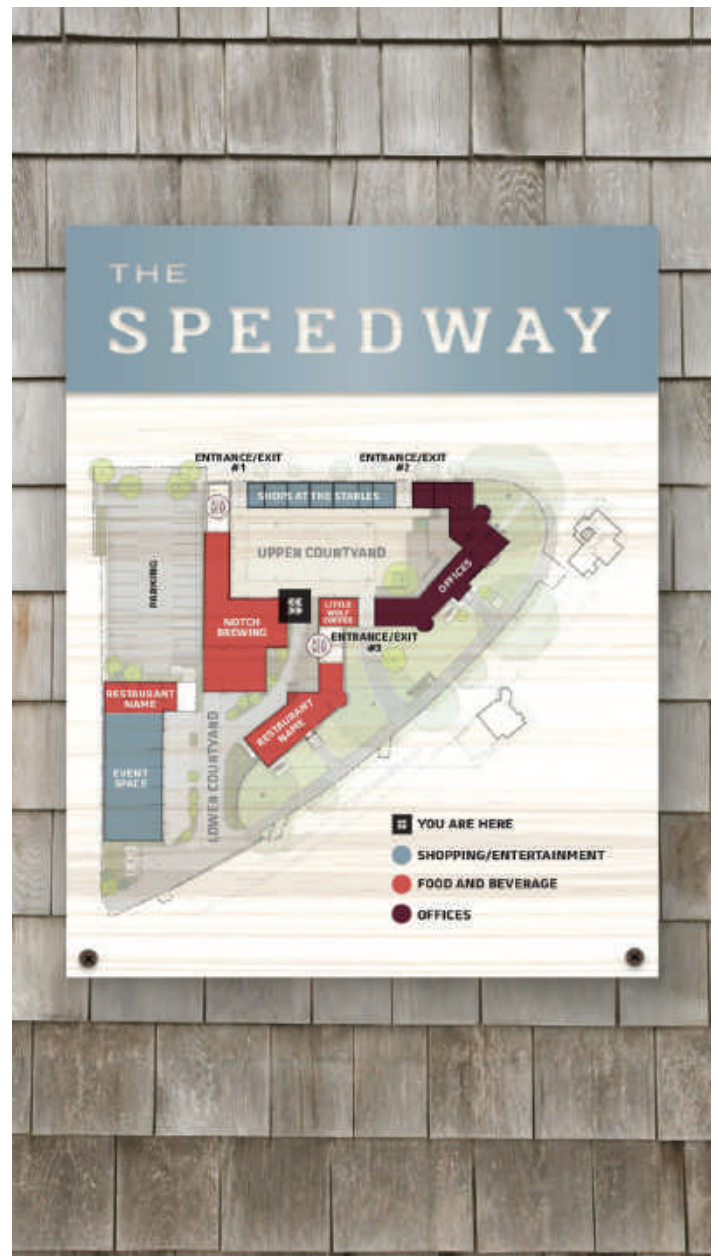 THE
SPEEDWAY
ENTRANCE/EXIT
#1
ENTRANCE/EXIT
#2
SHOPS AT THE STABLES
UPPER COURTYARD
PARKING
OFFICES
NOTCH
BREWING
LITTLE
WOLF
COFFEE
ENTRANCE/EXIT
#3
RESTAURANT
NAME
RESTAURANT
NAME
EVENT
SPACE
LOWER COURTYARD
YOU ARE HERE
SHOPPING/ENTERTAINMENT
FOOD AND BEVERAGE
OFFICES